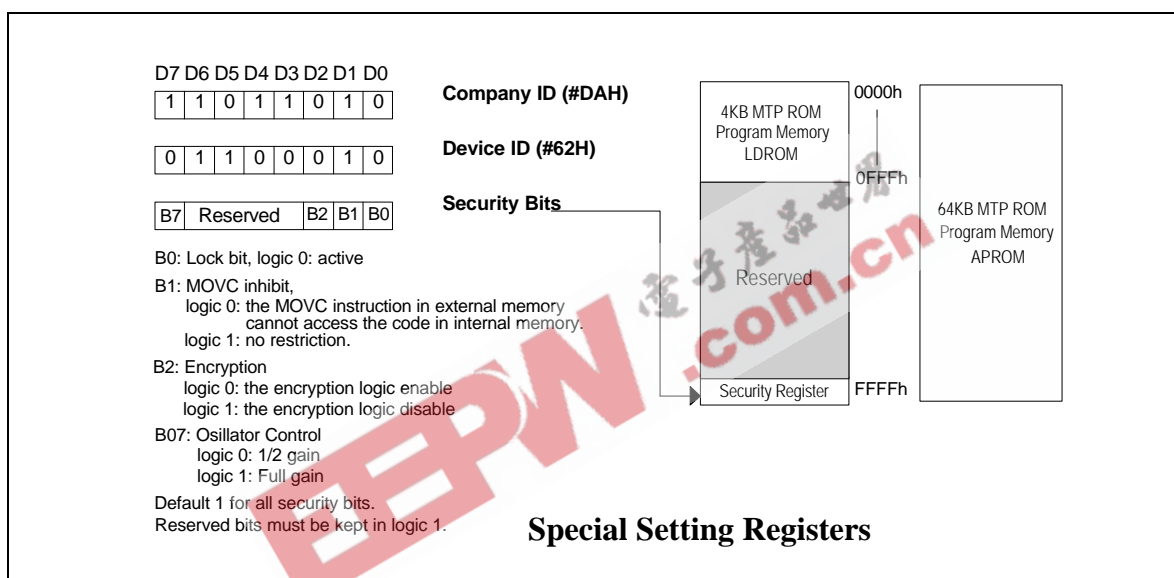 D7 D6 D5 D4 D3 D2 D1 D0
1 1 0 1 1 0 1 0
Company ID (#DAH)
0 1 1 0 0 0 1 0
Device ID (#62H)
B7 Reserved B2 B1 B0
Security Bits
B0: Lock bit, logic 0: active
B1: MOVC inhibit,
logic 0: the MOVC instruction in external memory
cannot access the code in internal memory.
logic 1: no restriction.
B2: Encryption
logic 0: the encryption logic enable
logic 1: the encryption logic disable
B07: Osillator Control
logic 0: 1/2 gain
logic 1: Full gain
Default 1 for all security bits.
Reserved bits must be kept in logic 1.
4KB MTP ROM
Program Memory
LDROM
0000h
0FFFh
Reserved
Security Register
FFFFh
64KB MTP ROM
Program Memory
APROM
Special Setting Registers
EEPW.com.cn
電子產品世界